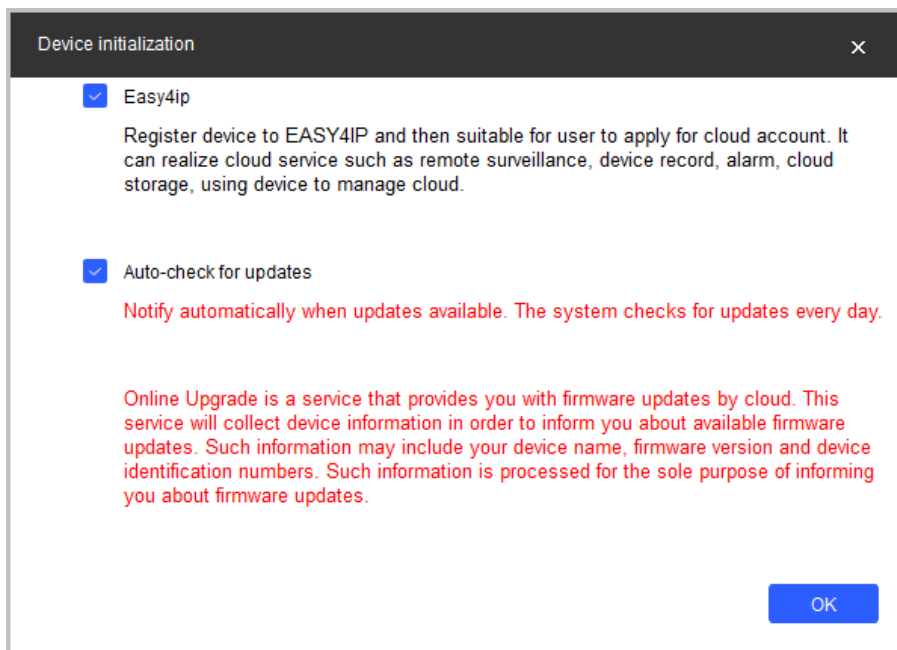 Device initialization
Easy4ip
Register device to EASY4IP and then suitable for user to apply for cloud account. It
can realize cloud service such as remote surveillance, device record, alarm, cloud
storage, using device to manage cloud.
Auto-check for updates
Notify automatically when updates available. The system checks for updates every day.
Online Upgrade is a service that provides you with firmware updates by cloud. This
service will collect device information in order to inform you about available firmware
updates. Such information may include your device name, firmware version and device
identification numbers. Such information is processed for the sole purpose of informing
you about firmware updates.
OK